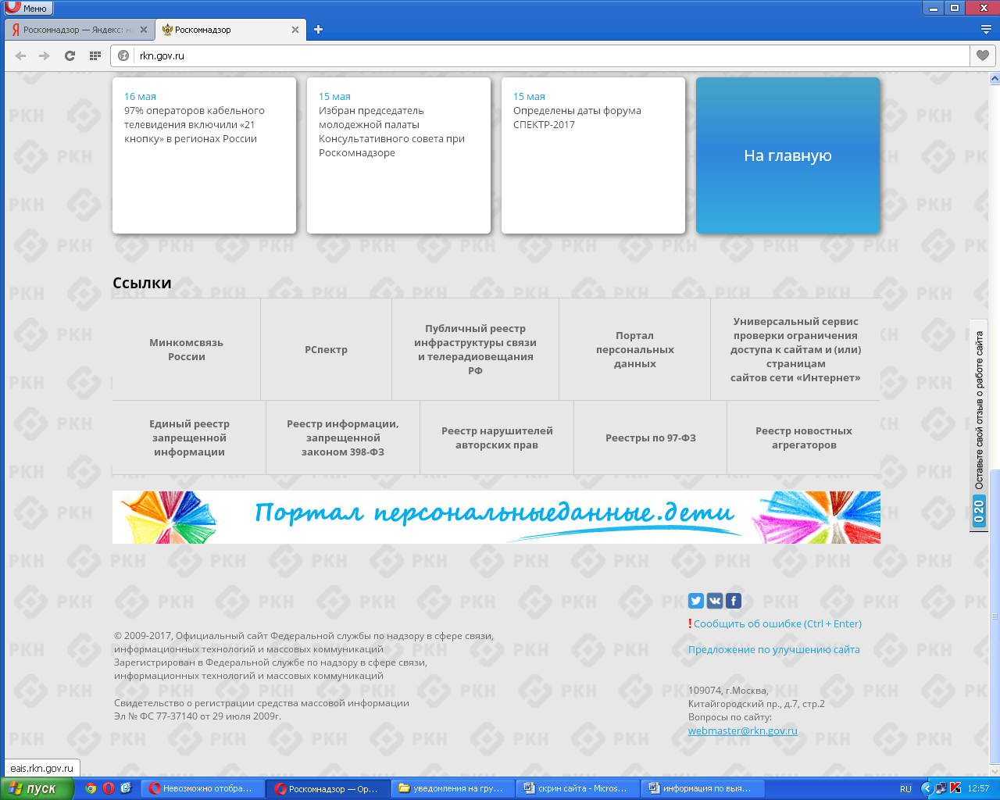 Меню
Роскомнадзор — Яндекс: н
Роскомнадзор
rkn.gov.ru
16 мая
97% операторов кабельного
телевидения включили «21
кнопку» в регионах России
15 мая
Избран председатель
молодежной палаты
Консультативного совета при
Роскомнадзоре
15 мая
Определены даты форума
СПЕКТР-2017
На главную
Ссылки
Минкомсвязь
России
РСпектр
Публичный реестр
инфраструктуры связи
и телерадиовещания
РФ
Портал
персональных
данных
Универсальный сервис
проверки ограничения
доступа к сайтам и (или)
страницам
сайтов сети «Интернет»
Единый реестр
запрещенной
информации
Реестр информации,
запрещенной
законом 398-ФЗ
Реестр нарушителей
авторских прав
Реестры по 97-ФЗ
Реестр новостных
агрегаторов
Портал персональныеданные.дети
Оставьте свой отзыв о работе сайта
020
Сообщить об ошибке (Ctrl + Enter)
Предложение по улучшению сайта
© 2009-2017, Официальный сайт Федеральной службы по надзору в сфере связи,
информационных технологий и массовых коммуникаций
Зарегистрирован в Федеральной службе по надзору в сфере связи,
информационных технологий и массовых коммуникаций
Свидетельство о регистрации средства массовой информации
Эл № ФС 77-37140 от 29 июля 2009г.
109074, г.Москва,
Китайгородский пр., д.7, стр.2
Вопросы по сайту:
webmaster@rkn.gov.ru
РКН
eais.rkn.gov.ru
пуск
Невозможно отобра...
Роскомнадзор — Ор...
уведомления на гру...
скрин сайта - Micros...
информация по выя...
RU
12:57